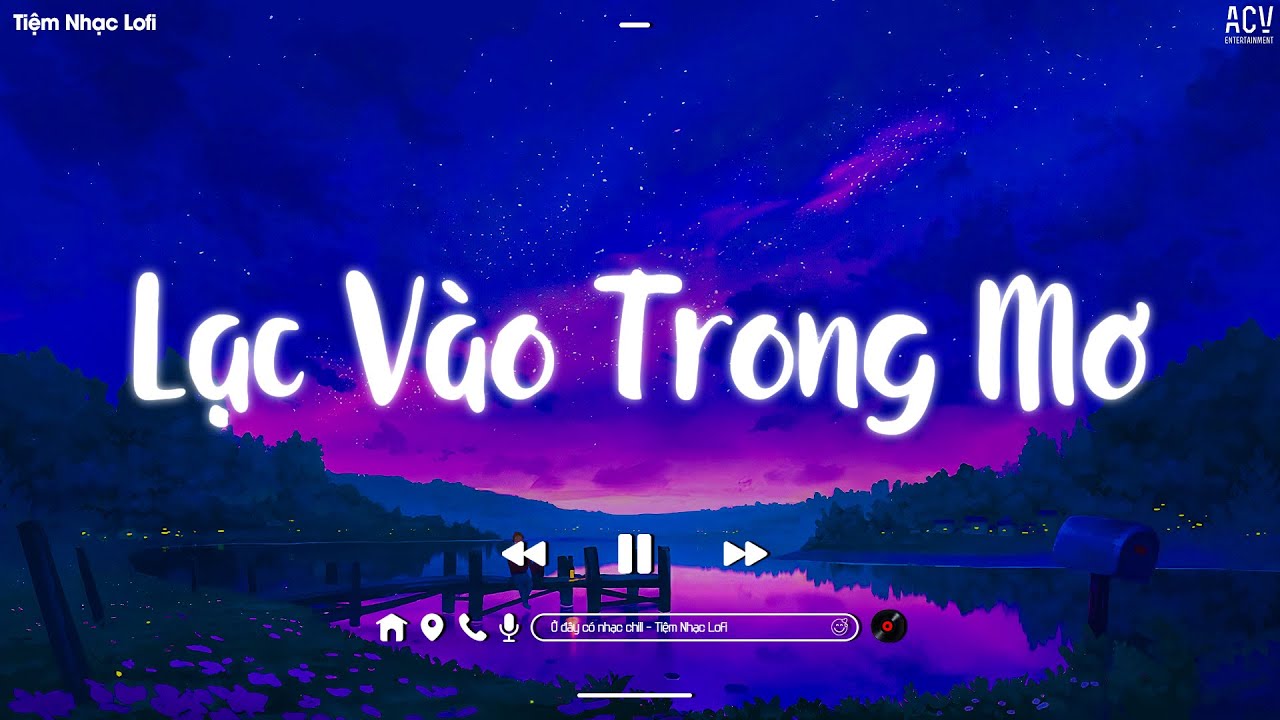 Tiệm Nhạc Lofi
ACV
ENTERTAINMENT
Lạc Vào Trong Mơ
Ở đây có nhạc chill - Tiệm Nhạc Lofi